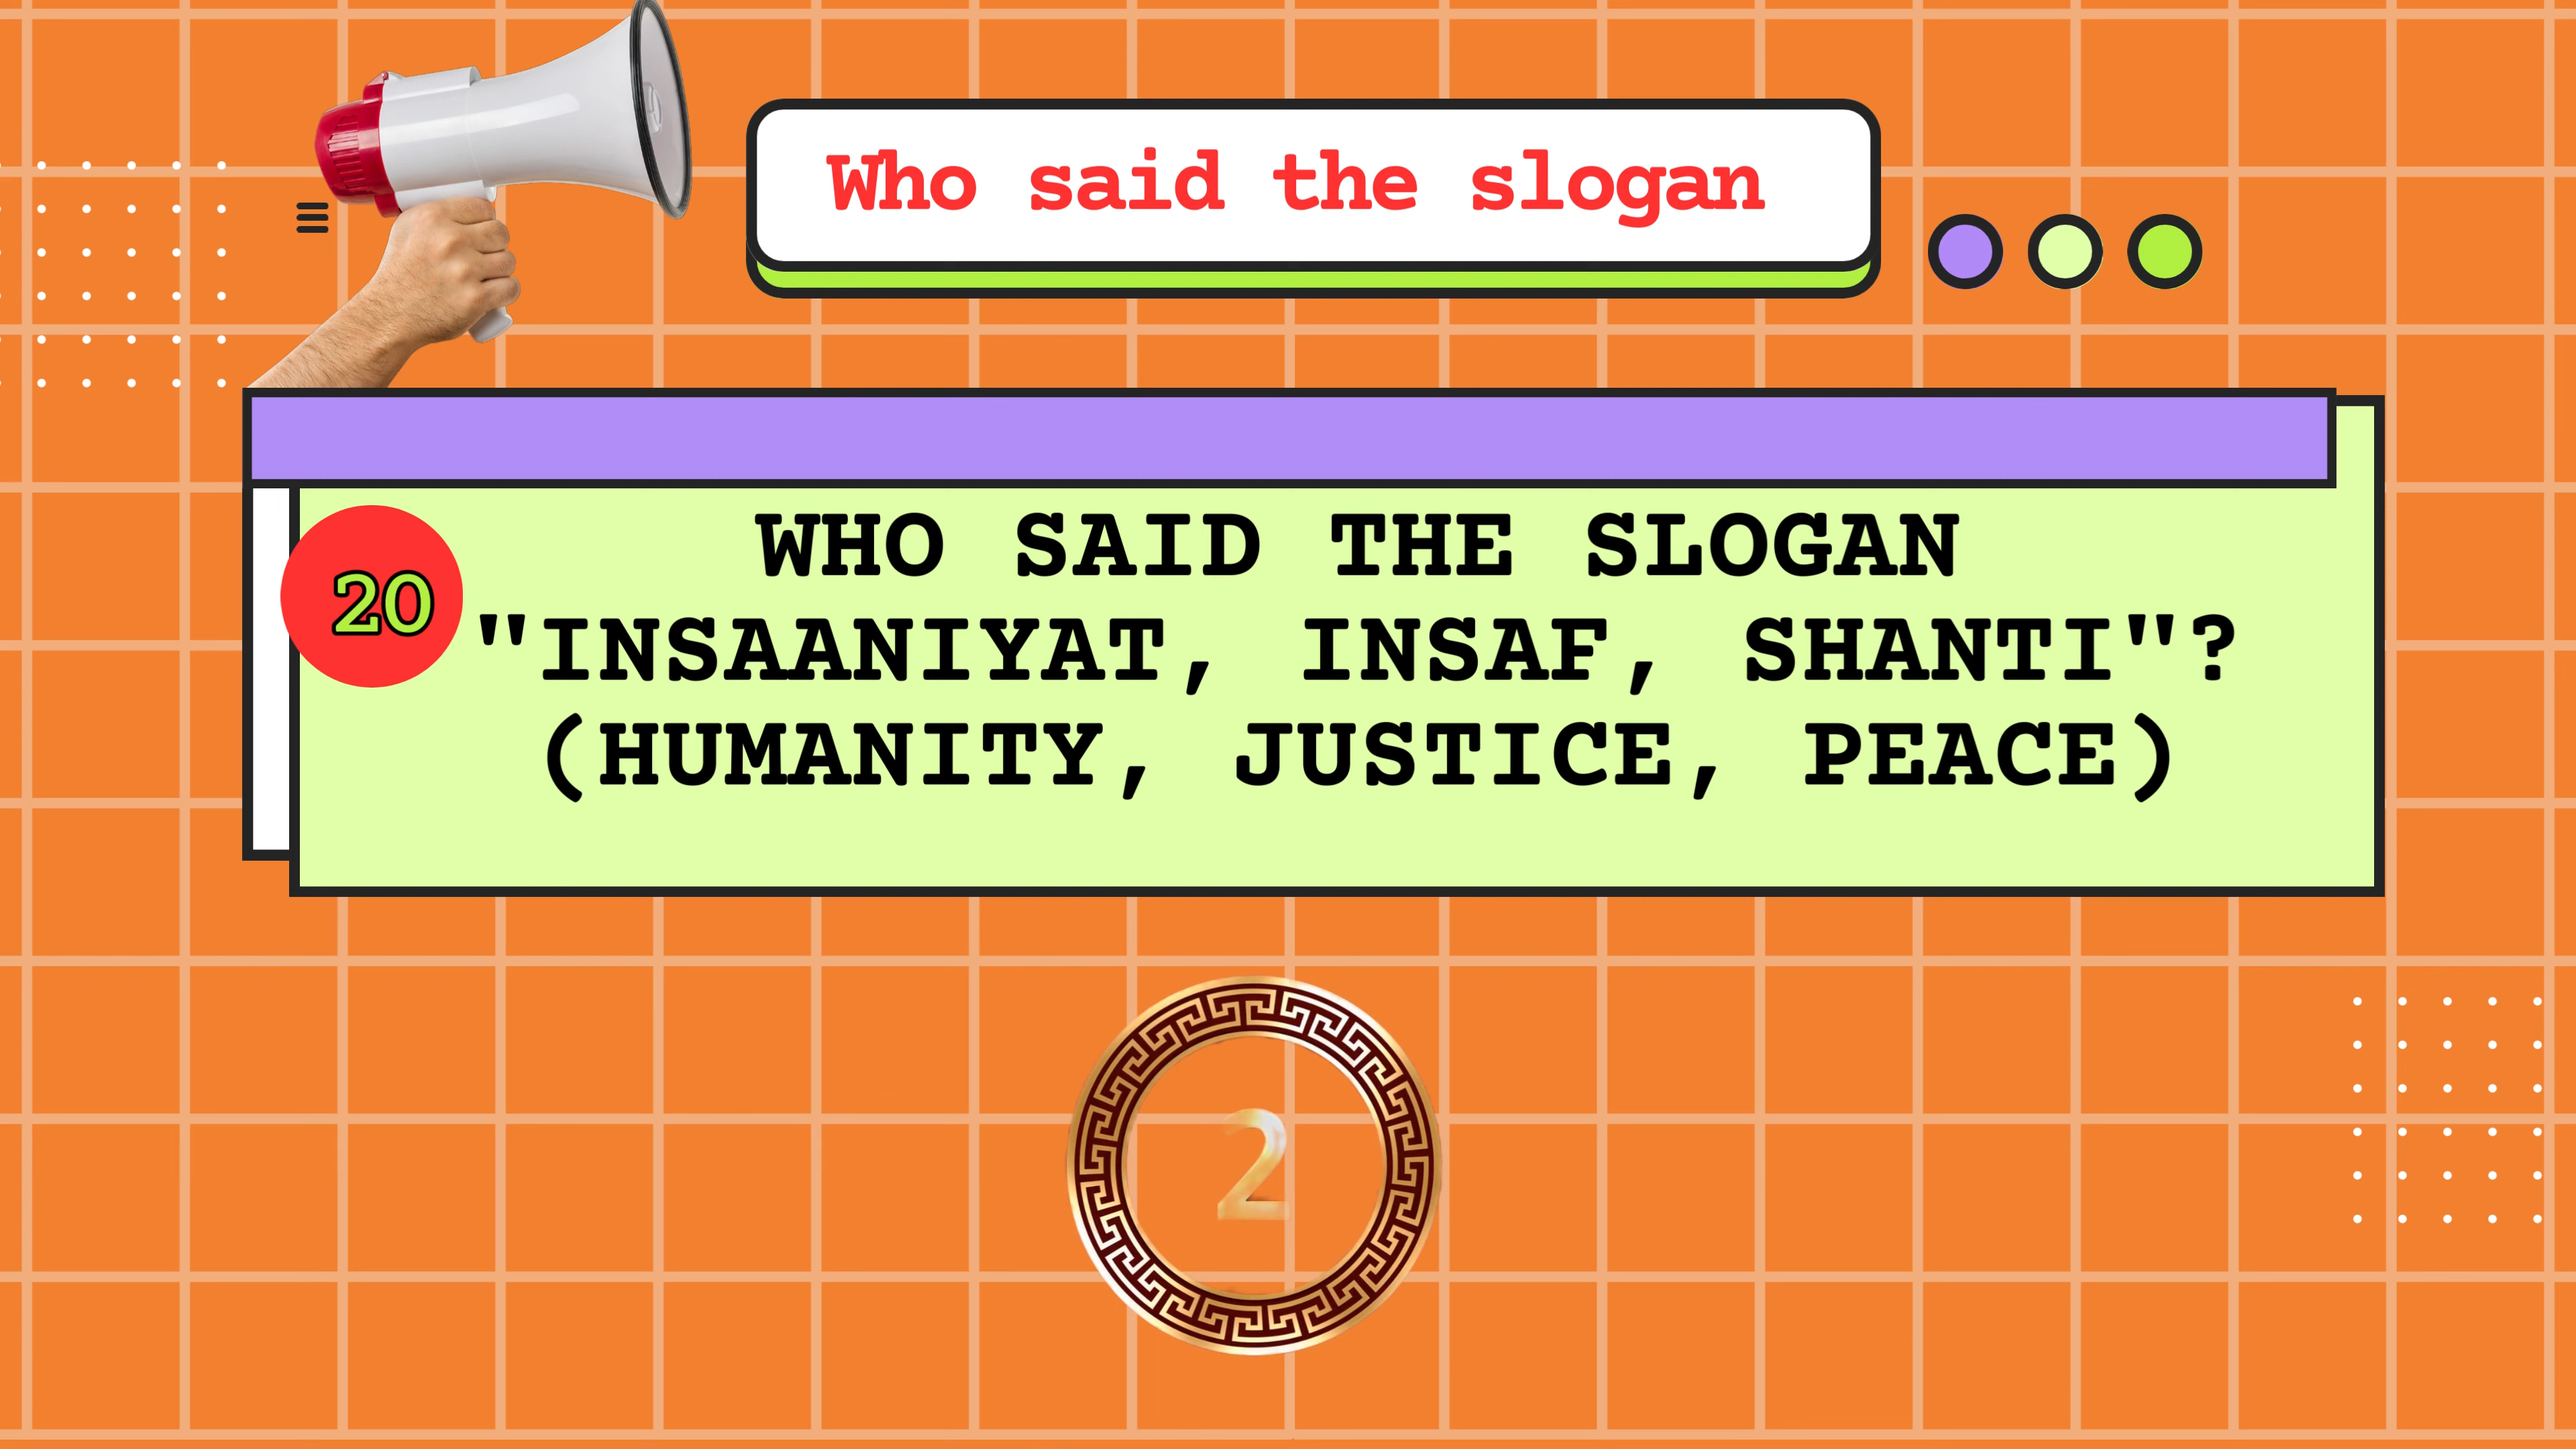 Who said the slogan
20
WHO SAID THE SLOGAN
"INSAANIYAT, INSAF, SHANTI"?
(HUMANITY, JUSTICE, PEACE)
2